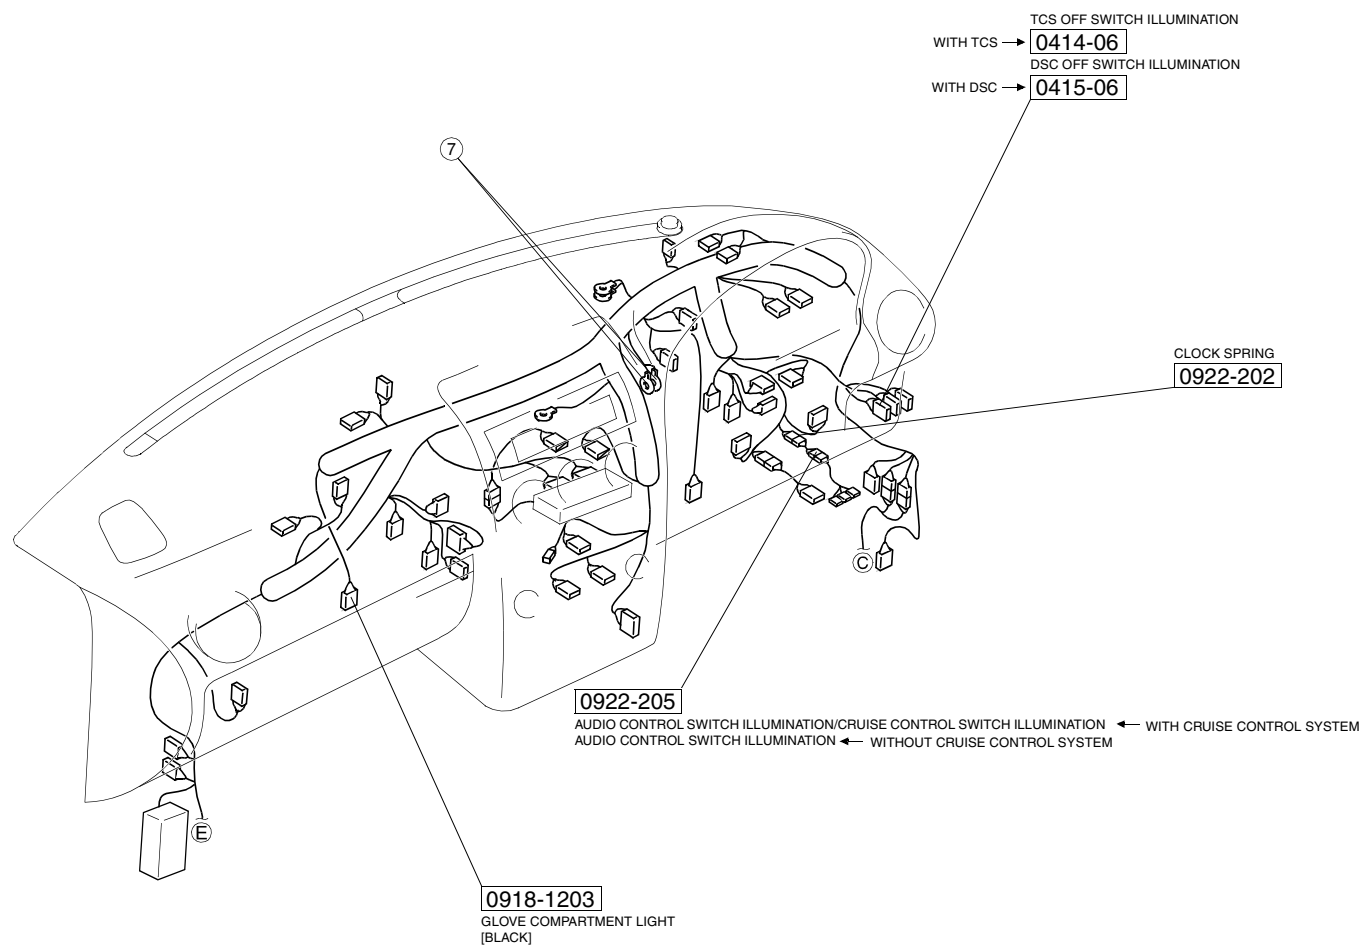 TCS OFF SWITCH ILLUMINATION
WITH TCS 0414-06
DSC OFF SWITCH ILLUMINATION
WITH DSC 0415-06
7
CLOCK SPRING
0922-202
C
0922-205
AUDIO CONTROL SWITCH ILLUMINATION/CRUISE CONTROL SWITCH ILLUMINATION WITH CRUISE CONTROL SYSTEM
AUDIO CONTROL SWITCH ILLUMINATION WITHOUT CRUISE CONTROL SYSTEM
E
0918-1203
GLOVE COMPARTMENT LIGHT
[BLACK]